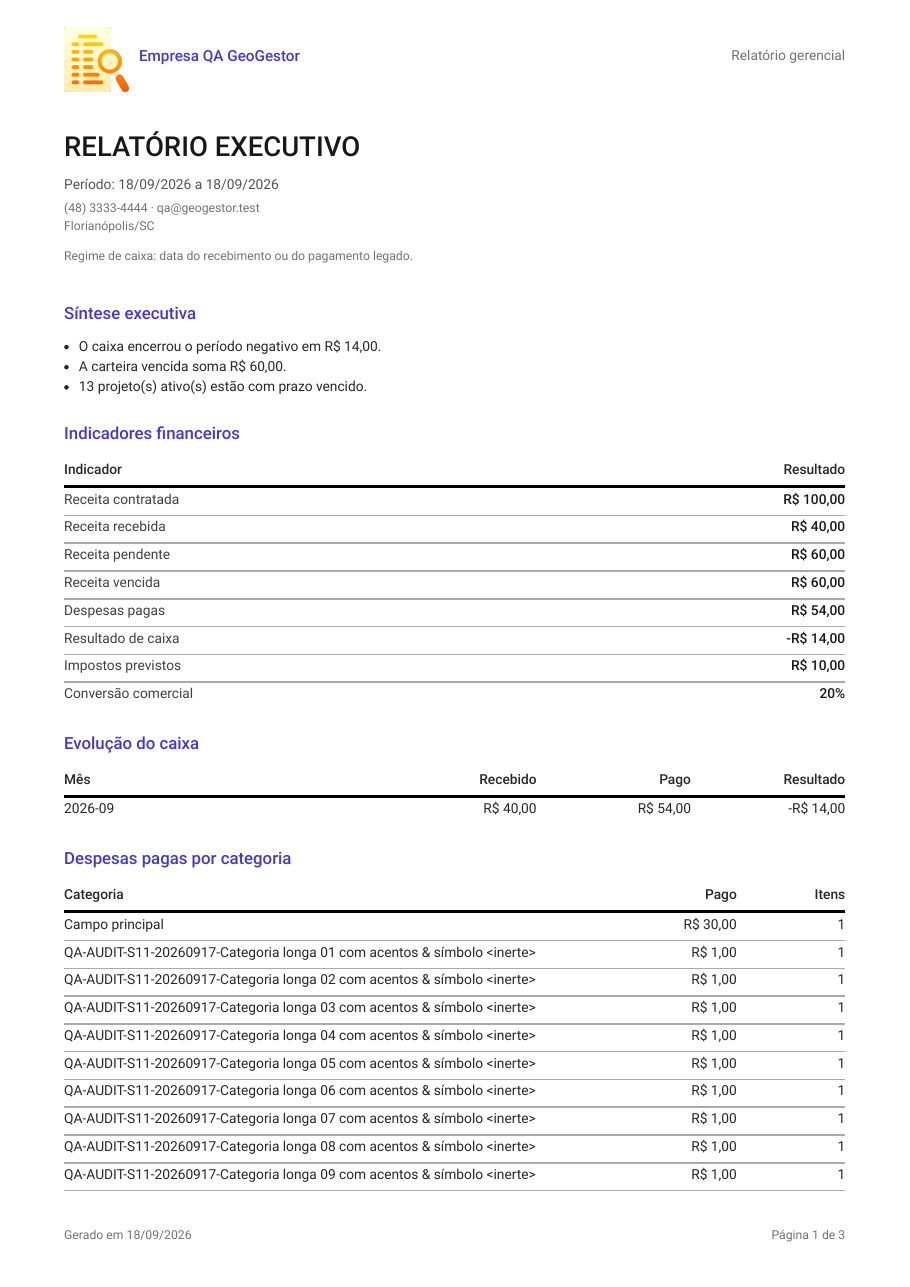 Empresa QA GeoGestor
Relatório gerencial
RELATÓRIO EXECUTIVO
Período: 18/09/2026 a 18/09/2026
(48) 3333-4444 · qa@geogestor.test
Florianópolis/SC
Regime de caixa: data do recebimento ou do pagamento legado.
Síntese executiva
• O caixa encerrou o período negativo em R$ 14,00.
• A carteira vencida soma R$ 60,00.
• 13 projeto(s) ativo(s) estão com prazo vencido.
Indicadores financeiros
Indicador Resultado
Receita contratada R$ 100,00
Receita recebida R$ 40,00
Receita pendente R$ 60,00
Receita vencida R$ 60,00
Despesas pagas R$ 54,00
Resultado de caixa -R$ 14,00
Impostos previstos R$ 10,00
Conversão comercial 20%
Evolução do caixa
Mês Recebido Pago Resultado
2026-09 R$ 40,00 R$ 54,00 -R$ 14,00
Despesas pagas por categoria
Categoria Pago Itens
Campo principal R$ 30,00 1
QA-AUDIT-S11-20260917-Categoria longa 01 com acentos & símbolo <inerte> R$ 1,00 1
QA-AUDIT-S11-20260917-Categoria longa 02 com acentos & símbolo <inerte> R$ 1,00 1
QA-AUDIT-S11-20260917-Categoria longa 03 com acentos & símbolo <inerte> R$ 1,00 1
QA-AUDIT-S11-20260917-Categoria longa 04 com acentos & símbolo <inerte> R$ 1,00 1
QA-AUDIT-S11-20260917-Categoria longa 05 com acentos & símbolo <inerte> R$ 1,00 1
QA-AUDIT-S11-20260917-Categoria longa 06 com acentos & símbolo <inerte> R$ 1,00 1
QA-AUDIT-S11-20260917-Categoria longa 07 com acentos & símbolo <inerte> R$ 1,00 1
QA-AUDIT-S11-20260917-Categoria longa 08 com acentos & símbolo <inerte> R$ 1,00 1
QA-AUDIT-S11-20260917-Categoria longa 09 com acentos & símbolo <inerte> R$ 1,00 1
Gerado em 18/09/2026 Página 1 de 3